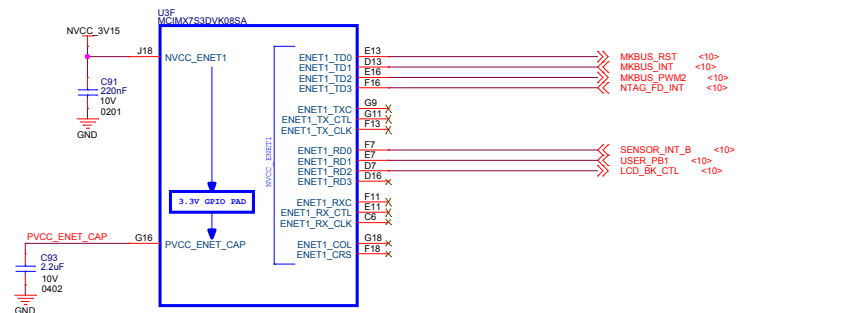 U3F
MCIMX7S3DVK08SA
NVCC_3V15
J18 NVCC_ENET1
C91
220nF
10V
0201
GND
3.3V GPIO PAD
NVCC_ENET1
PVCC_ENET_CAP G16 PVCC_ENET_CAP
C93
2.2uF
10V
0402
GND
ENET1_TD0 E13 MKBUS_RST <10>
ENET1_TD1 D13 MKBUS_INT <10>
ENET1_TD2 E16 MKBUS_PWM2 <10>
ENET1_TD3 F16 NTAG_FD_INT <10>
ENET1_TXC G9
ENET1_TX_CTL G11
ENET1_TX_CLK F13
ENET1_RD0 F7 SENSOR_INT_B <10>
ENET1_RD1 E7 USER_PB1 <10>
ENET1_RD2 D7 LCD_BK_CTL <10>
ENET1_RD3 D16
ENET1_RXC F11
ENET1_RX_CTL E11
ENET1_RX_CLK C6
ENET1_COL G18
ENET1_CRS F18